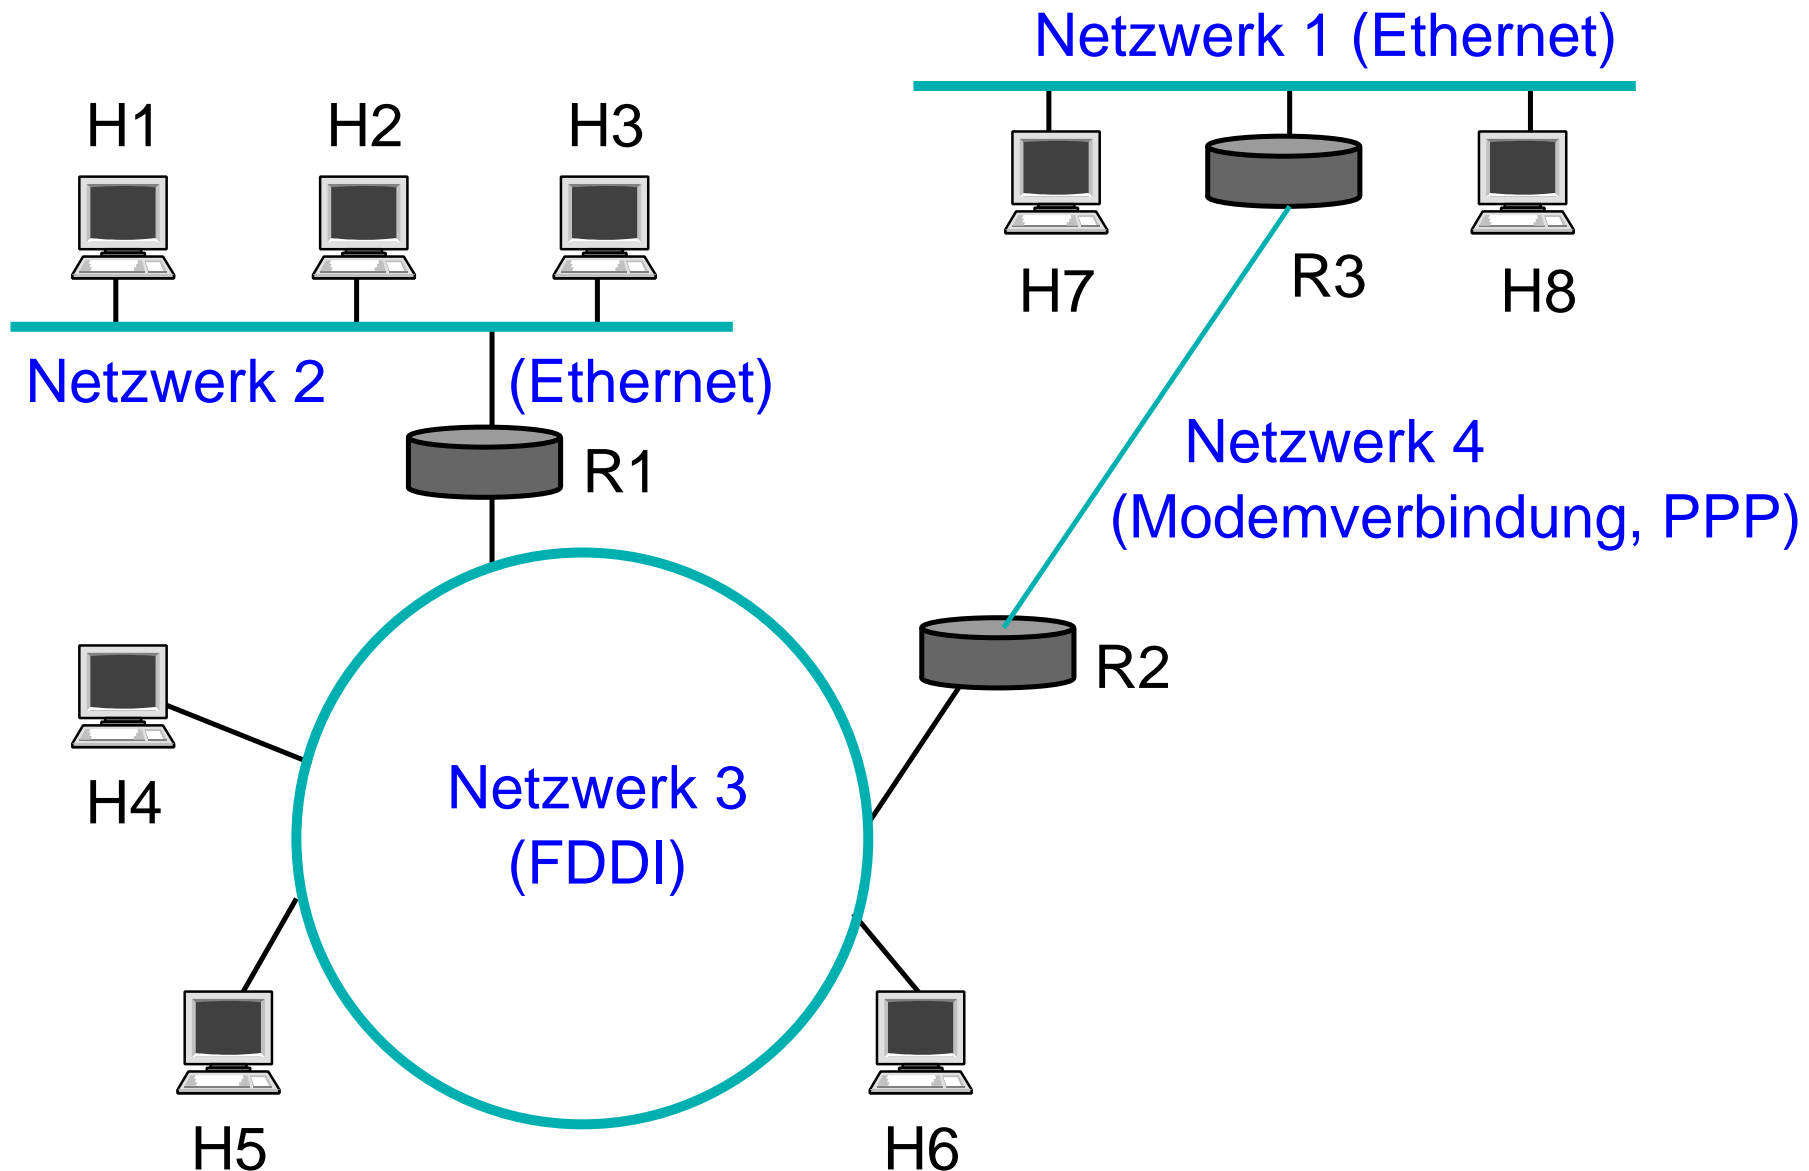 Netzwerk 1 (Ethernet)
H1
H2
H3
H7
R3
H8
Netzwerk 2
(Ethernet)
R1
Netzwerk 4
(Modemverbindung, PPP)
R2
H4
Netzwerk 3
(FDDI)
H5
H6